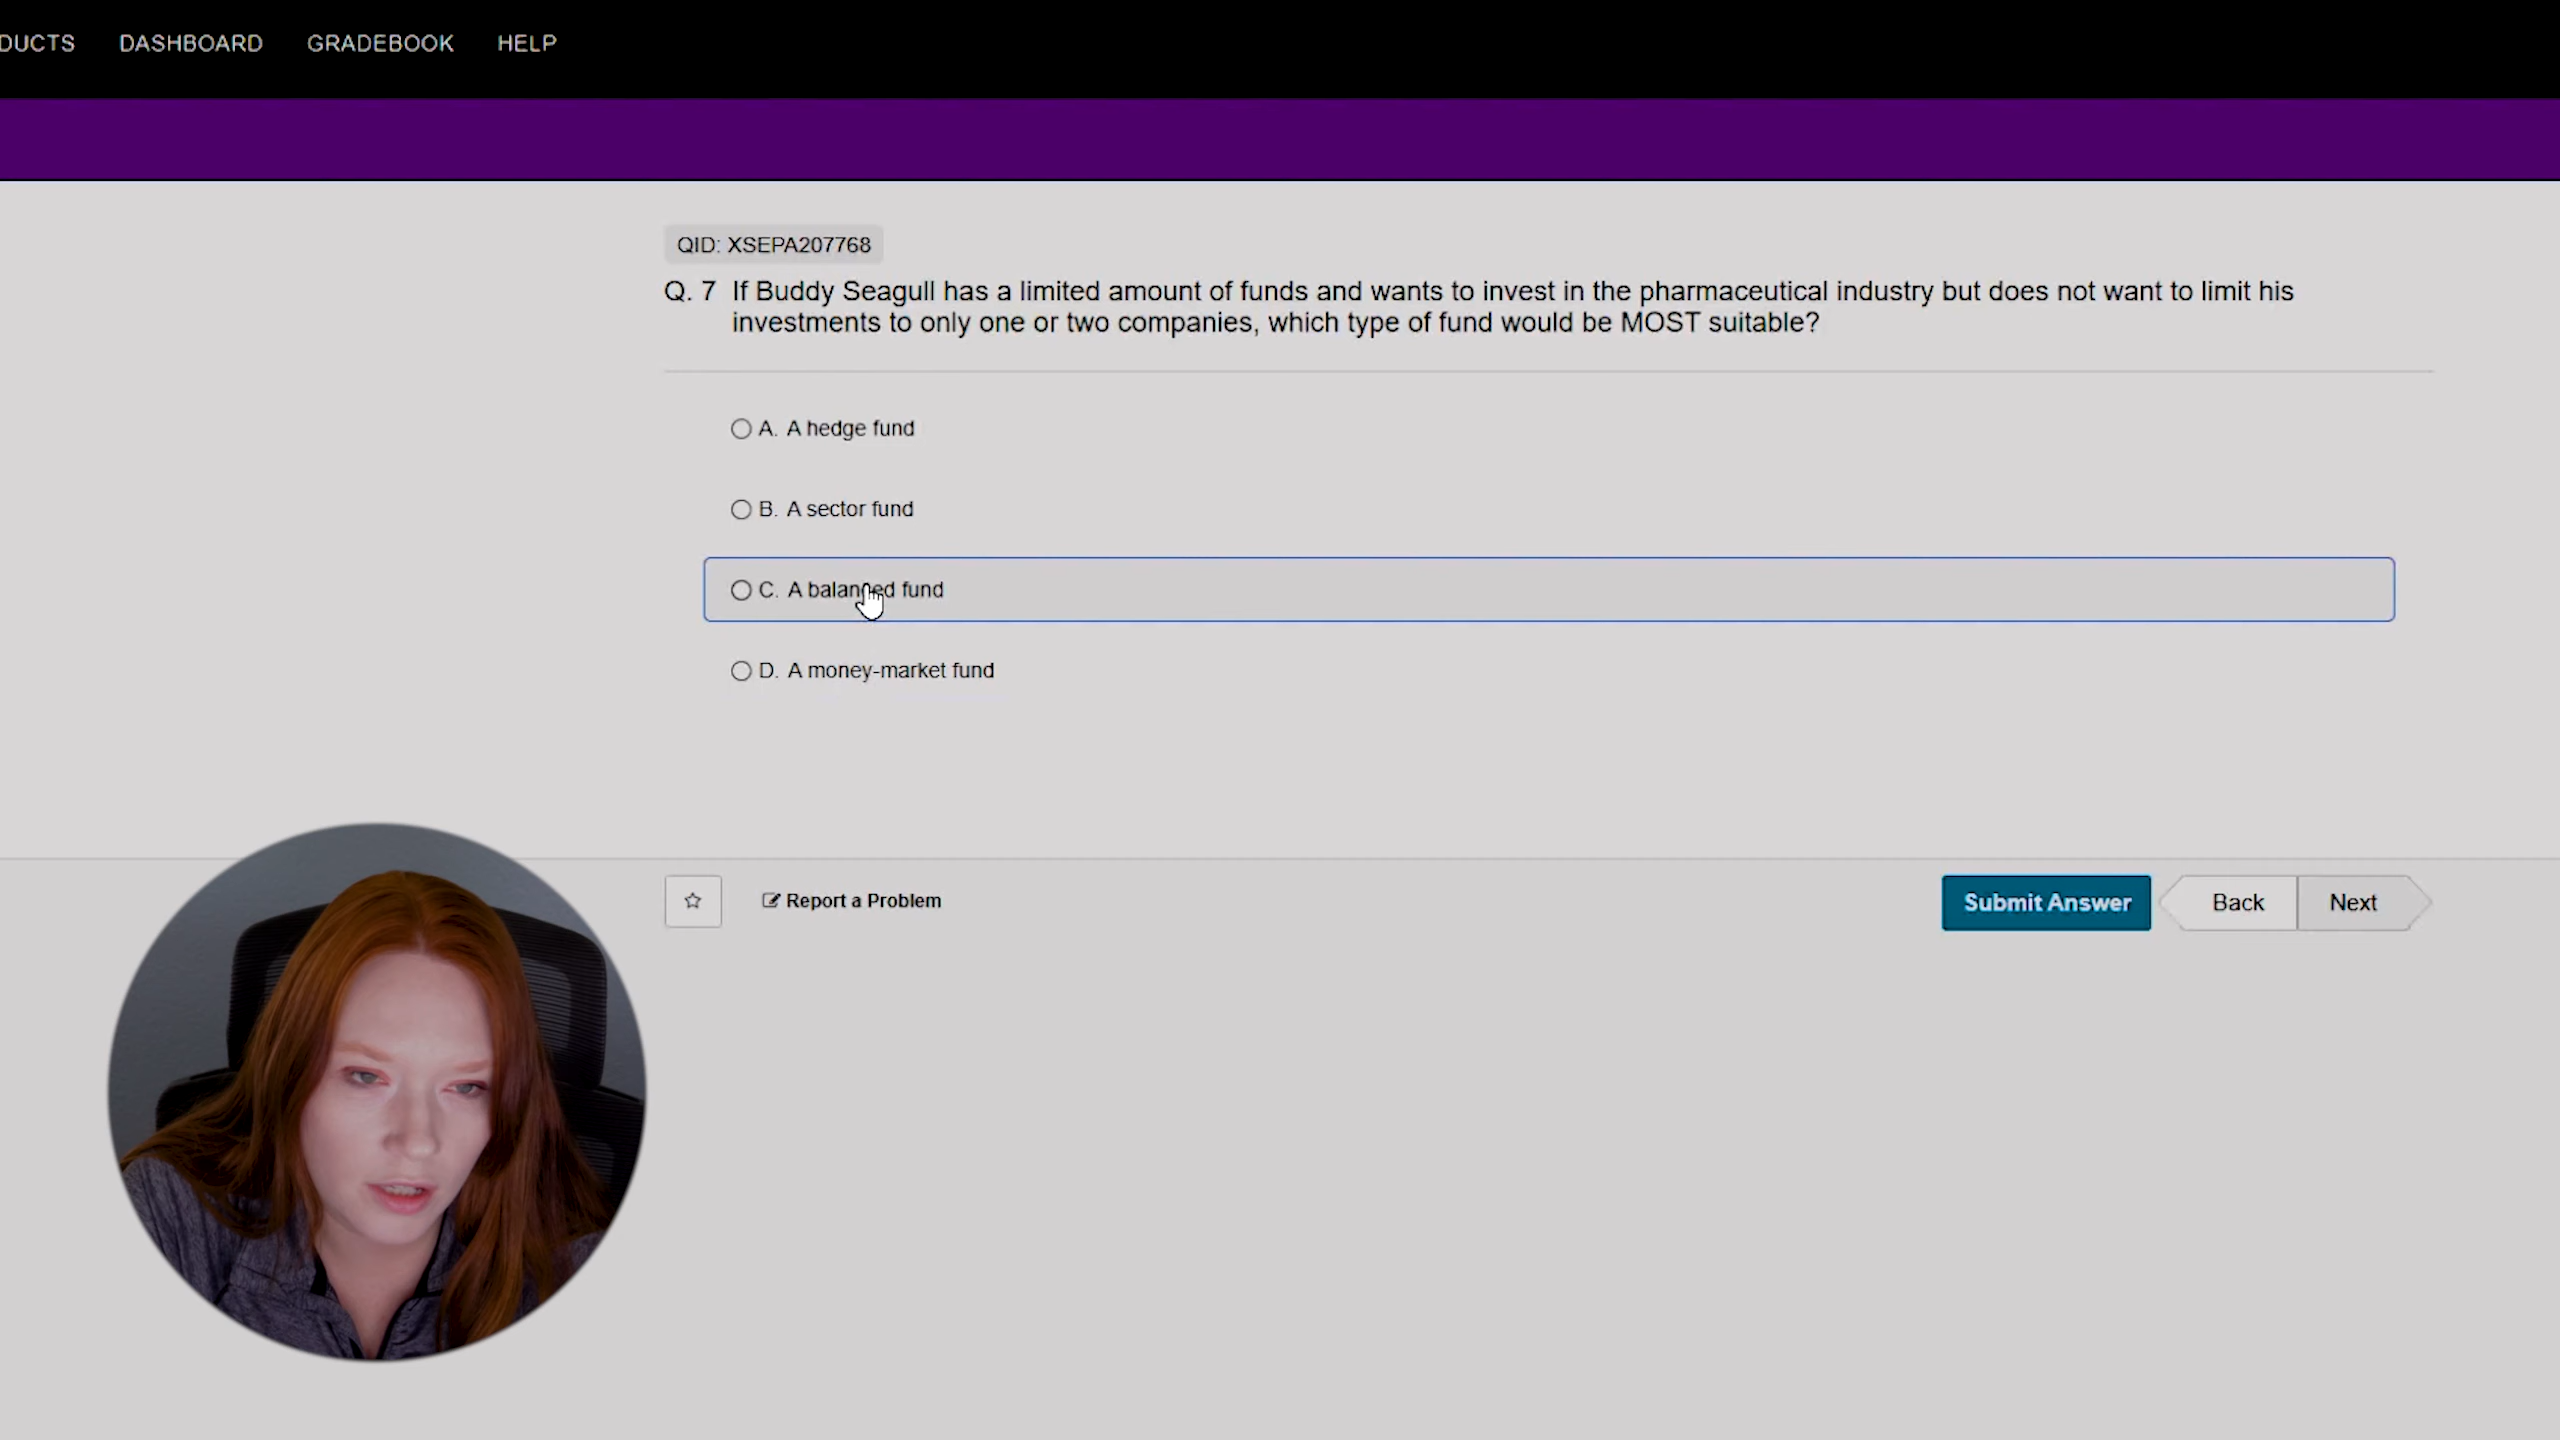 DUCTS DASHBOARD GRADEBOOK HELP
QID: XSEPA207768
Q. 7 If Buddy Seagull has a limited amount of funds and wants to invest in the pharmaceutical industry but does not want to limit his
investments to only one or two companies, which type of fund would be MOST suitable?
A. A hedge fund
B. A sector fund
C. A balanced fund
D. A money-market fund
Report a Problem
Submit Answer
Back
Next